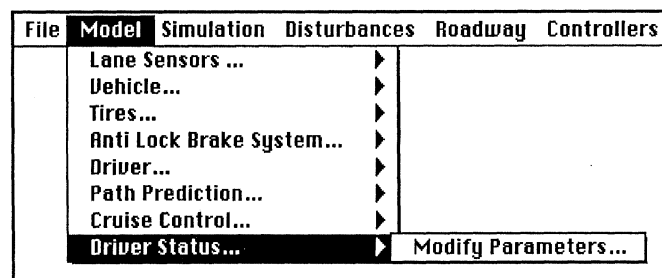 File Model Simulation Disturbances Roadway Controllers
Lane Sensors ...
Vehicle...
Tires...
Anti Lock Brake System...
Driver...
Path Prediction...
Cruise Control...
Driver Status... Modify Parameters...